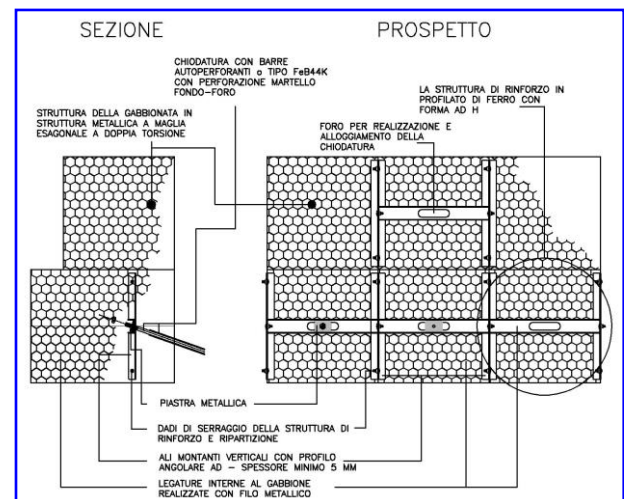 SEZIONE
PROSPETTO
CHIODATURA CON BARRE
AUTOPERFORANTI o TIPO FeB44K
CON PERFORAZIONE MARTELLO
FONDO-FORO
STRUTTURA DELLA GABBIONATA IN
STRUTTURA METALLICA A MAGLIA
ESAGONALE A DOPPIA TORSIONE
LA STRUTTURA DI RINFORZO IN
PROFILATO DI FERRO CON
FORMA AD H
FORO PER REALIZZAZIONE E
ALLOGGIAMENTO DELLA
CHIODATURA
PIASTRA METALLICA
DADI DI SERRAGGIO DELLA STRUTTURA DI
RINFORZO E RIPARTIZIONE
ALI MONTANTI VERTICALI CON PROFILO
ANGOLARE AD - SPESSORE MINIMO 5 MM
LEGATURE INTERNE AL GABBIONE
REALIZZATE CON FILO METALLICO